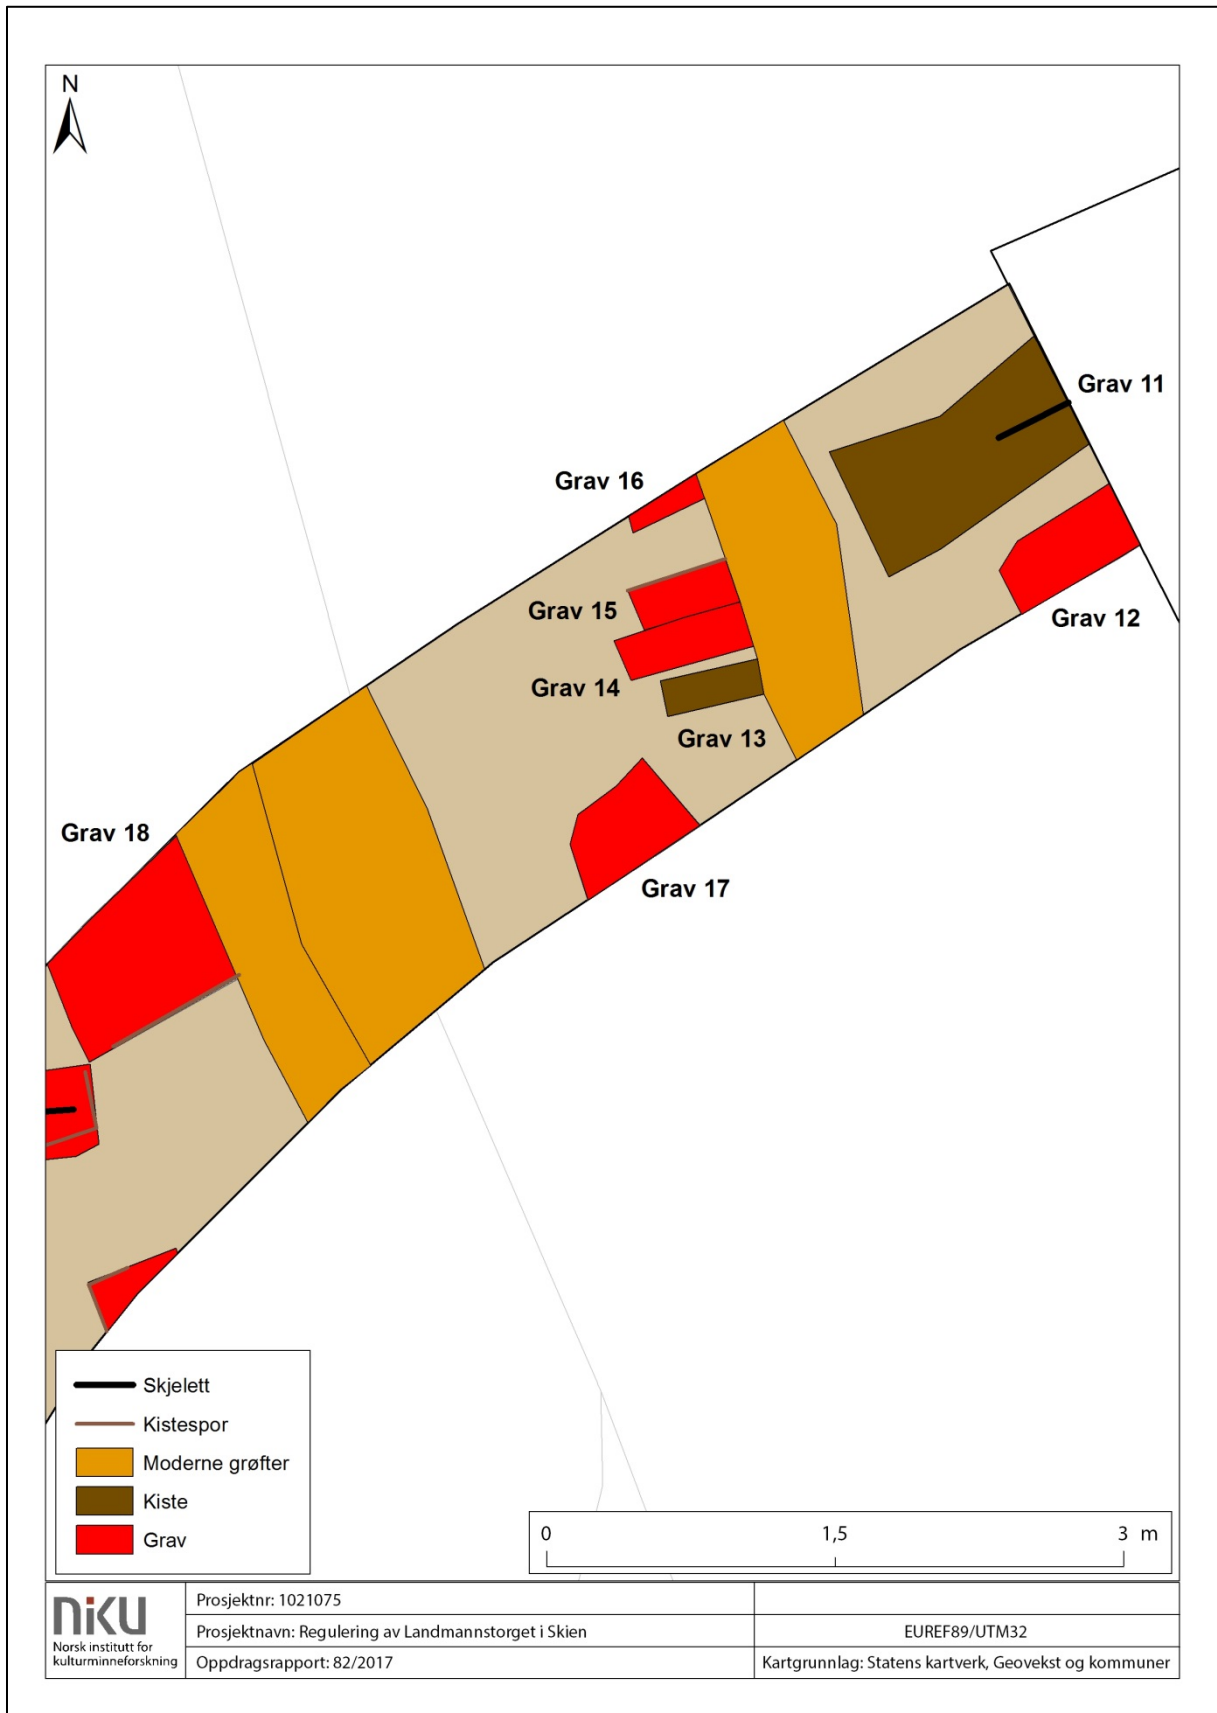 N
Grav 11
Grav 16
Grav 15
Grav 12
Grav 14
Grav 13
Grav 18
Grav 17
Skjelett
Kistespor
Moderne grøfter
Kiste
Grav
0 1,5 3 m
niku
Norsk institutt for
kulturminneforskning
Prosjektnr: 1021075
Prosjektnavn: Regulering av Landmannstorget i Skien
EUREF89/UTM32
Oppdragsrapport: 82/2017
Kartgrunnlag: Statens kartverk, Geovekst og kommuner